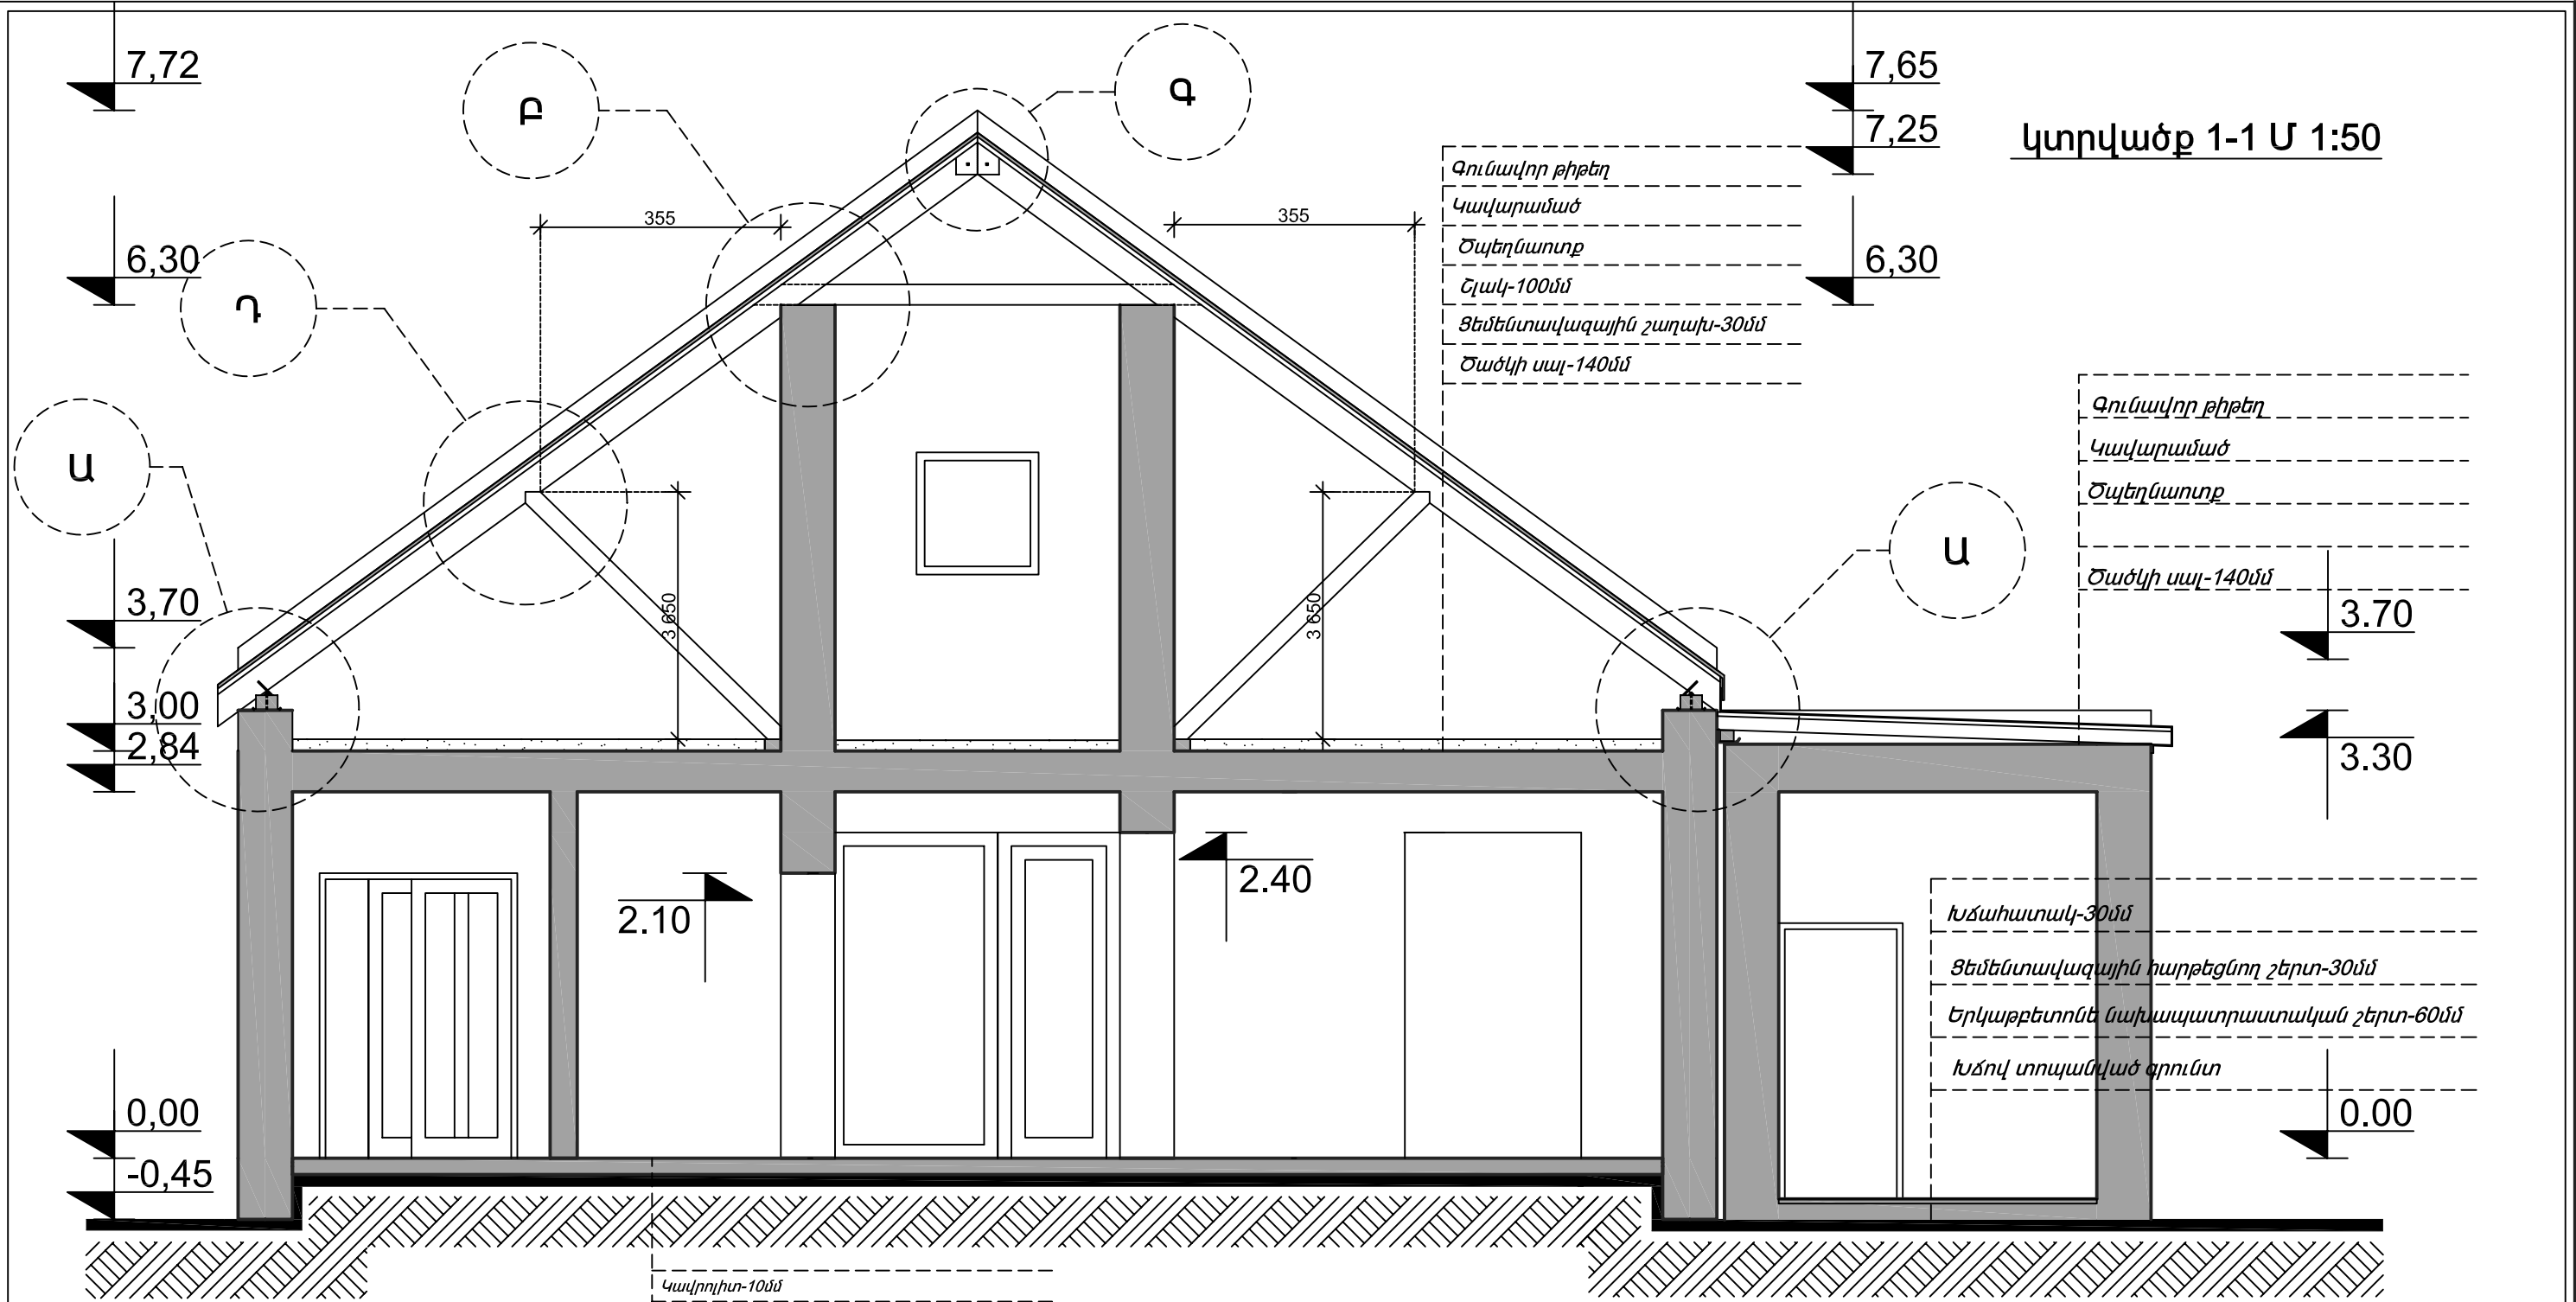 7,72
7,65
7,25
կտրվածք 1-1 Մ 1:50
Բ
Գ
Գունավոր թիթեղ
Կավարամած
Ծպեղնաոտք
Շլակ-100մմ
Ցեմենտավազային շաղախ-30մմ
Ծածկի սալ-140մմ
355
355
6,30
6,30
Դ
Գունավոր թիթեղ
Կավարամած
Ծպեղնաոտք
Ծածկի սալ-140մմ
Ա
Ա
3,70
3 650
3 650
3.70
3,00
2,84
3.30
2.10
2.40
Խճահատակ-30մմ
Ցեմենտավազային հարթեցնող շերտ-30մմ
Երկաթբետոնե նախապատրաստական շերտ-60մմ
Խճով տոպանված գրունտ
0,00
0.00
-0,45
Կավրոլիտ-10մմ